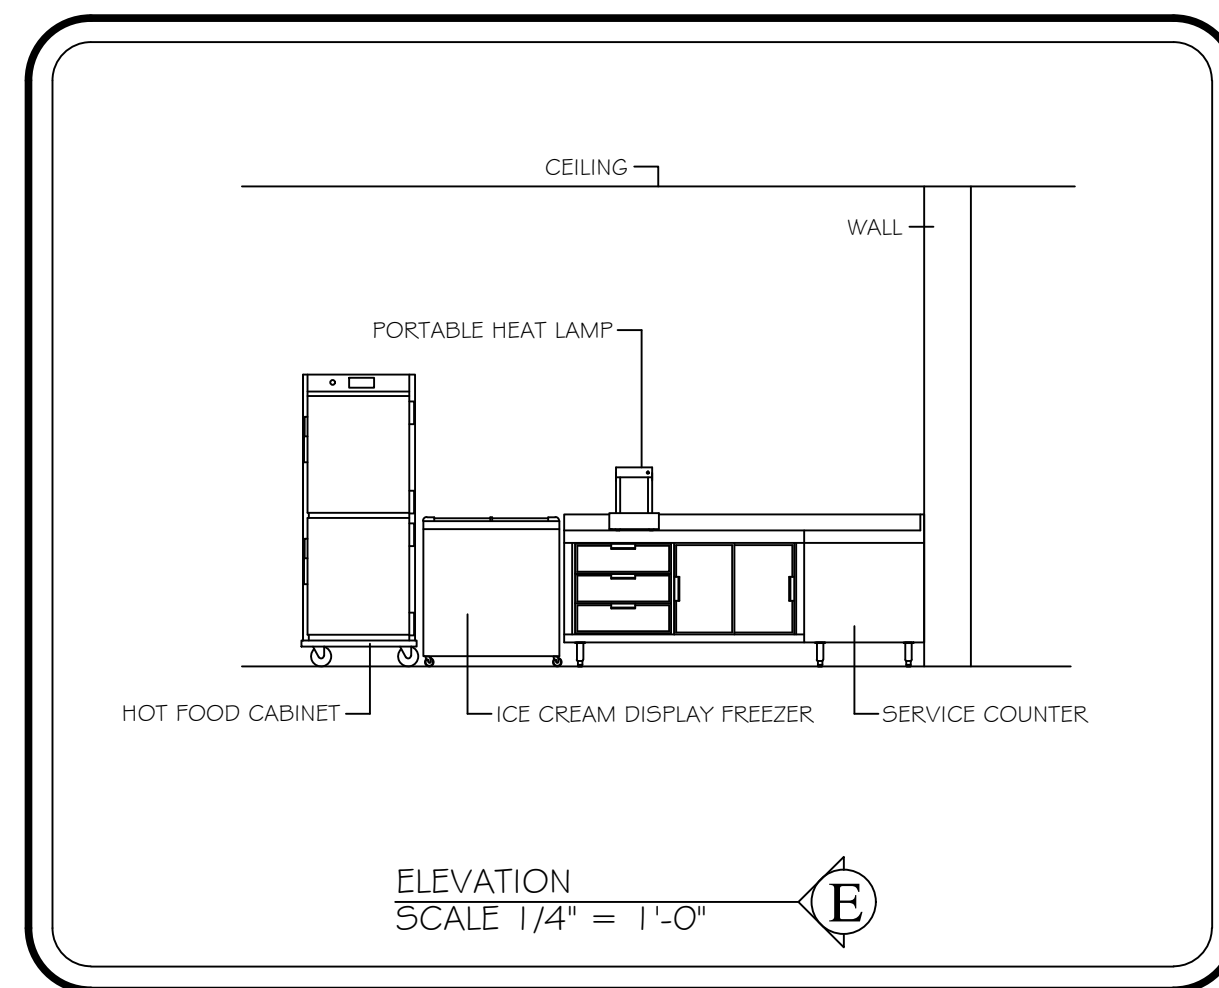 CEILING
WALL
PORTABLE HEAT LAMP
HOT FOOD CABINET
ICE CREAM DISPLAY FREEZER
SERVICE COUNTER
ELEVATION
SCALE 1/4" = 1'-0"
E